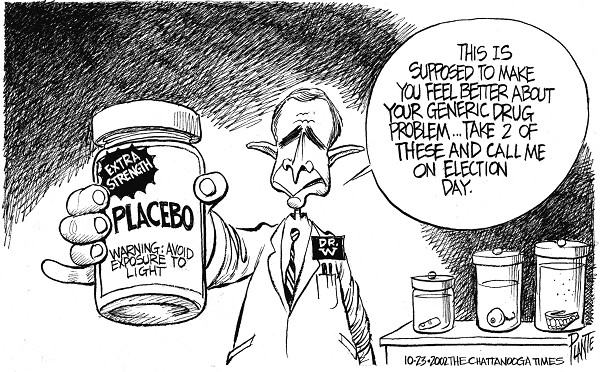 THIS IS
SUPPOSED TO MAKE
YOU FEEL BETTER ABOUT
YOUR GENERIC DRUG
PROBLEM...TAKE 2 OF
THESE AND CALL ME
ON ELECTION
DAY.
EXTRA
STRENGTH
PLACEBO
WARNING: AVOID
EXPOSURE TO
LIGHT
DR.
W
PLANTE
10-23-2002 THE CHATTANOOGA TIMES